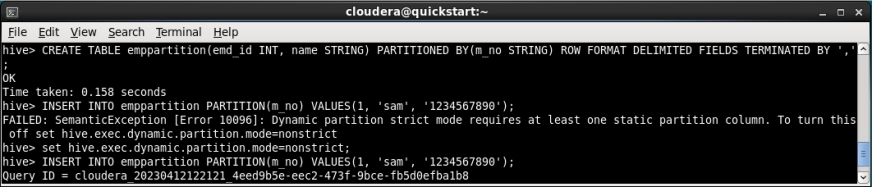 cloudera@quickstart:~
File Edit View Search Terminal Help
hive> CREATE TABLE emppartition(emd_id INT, name STRING) PARTITIONED BY(m_no STRING) ROW FORMAT DELIMITED FIELDS TERMINATED BY ','
;
OK
Time taken: 0.158 seconds
hive> INSERT INTO emppartition PARTITION(m_no) VALUES(1, 'sam', '1234567890');
FAILED: SemanticException [Error 10096]: Dynamic partition strict mode requires at least one static partition column. To turn this
 off set hive.exec.dynamic.partition.mode=nonstrict
hive> set hive.exec.dynamic.partition.mode=nonstrict;
hive> INSERT INTO emppartition PARTITION(m_no) VALUES(1, 'sam', '1234567890');
Query ID = cloudera_20230412122121_4eed9b5e-eec2-473f-9bce-fb5d0efba1b8